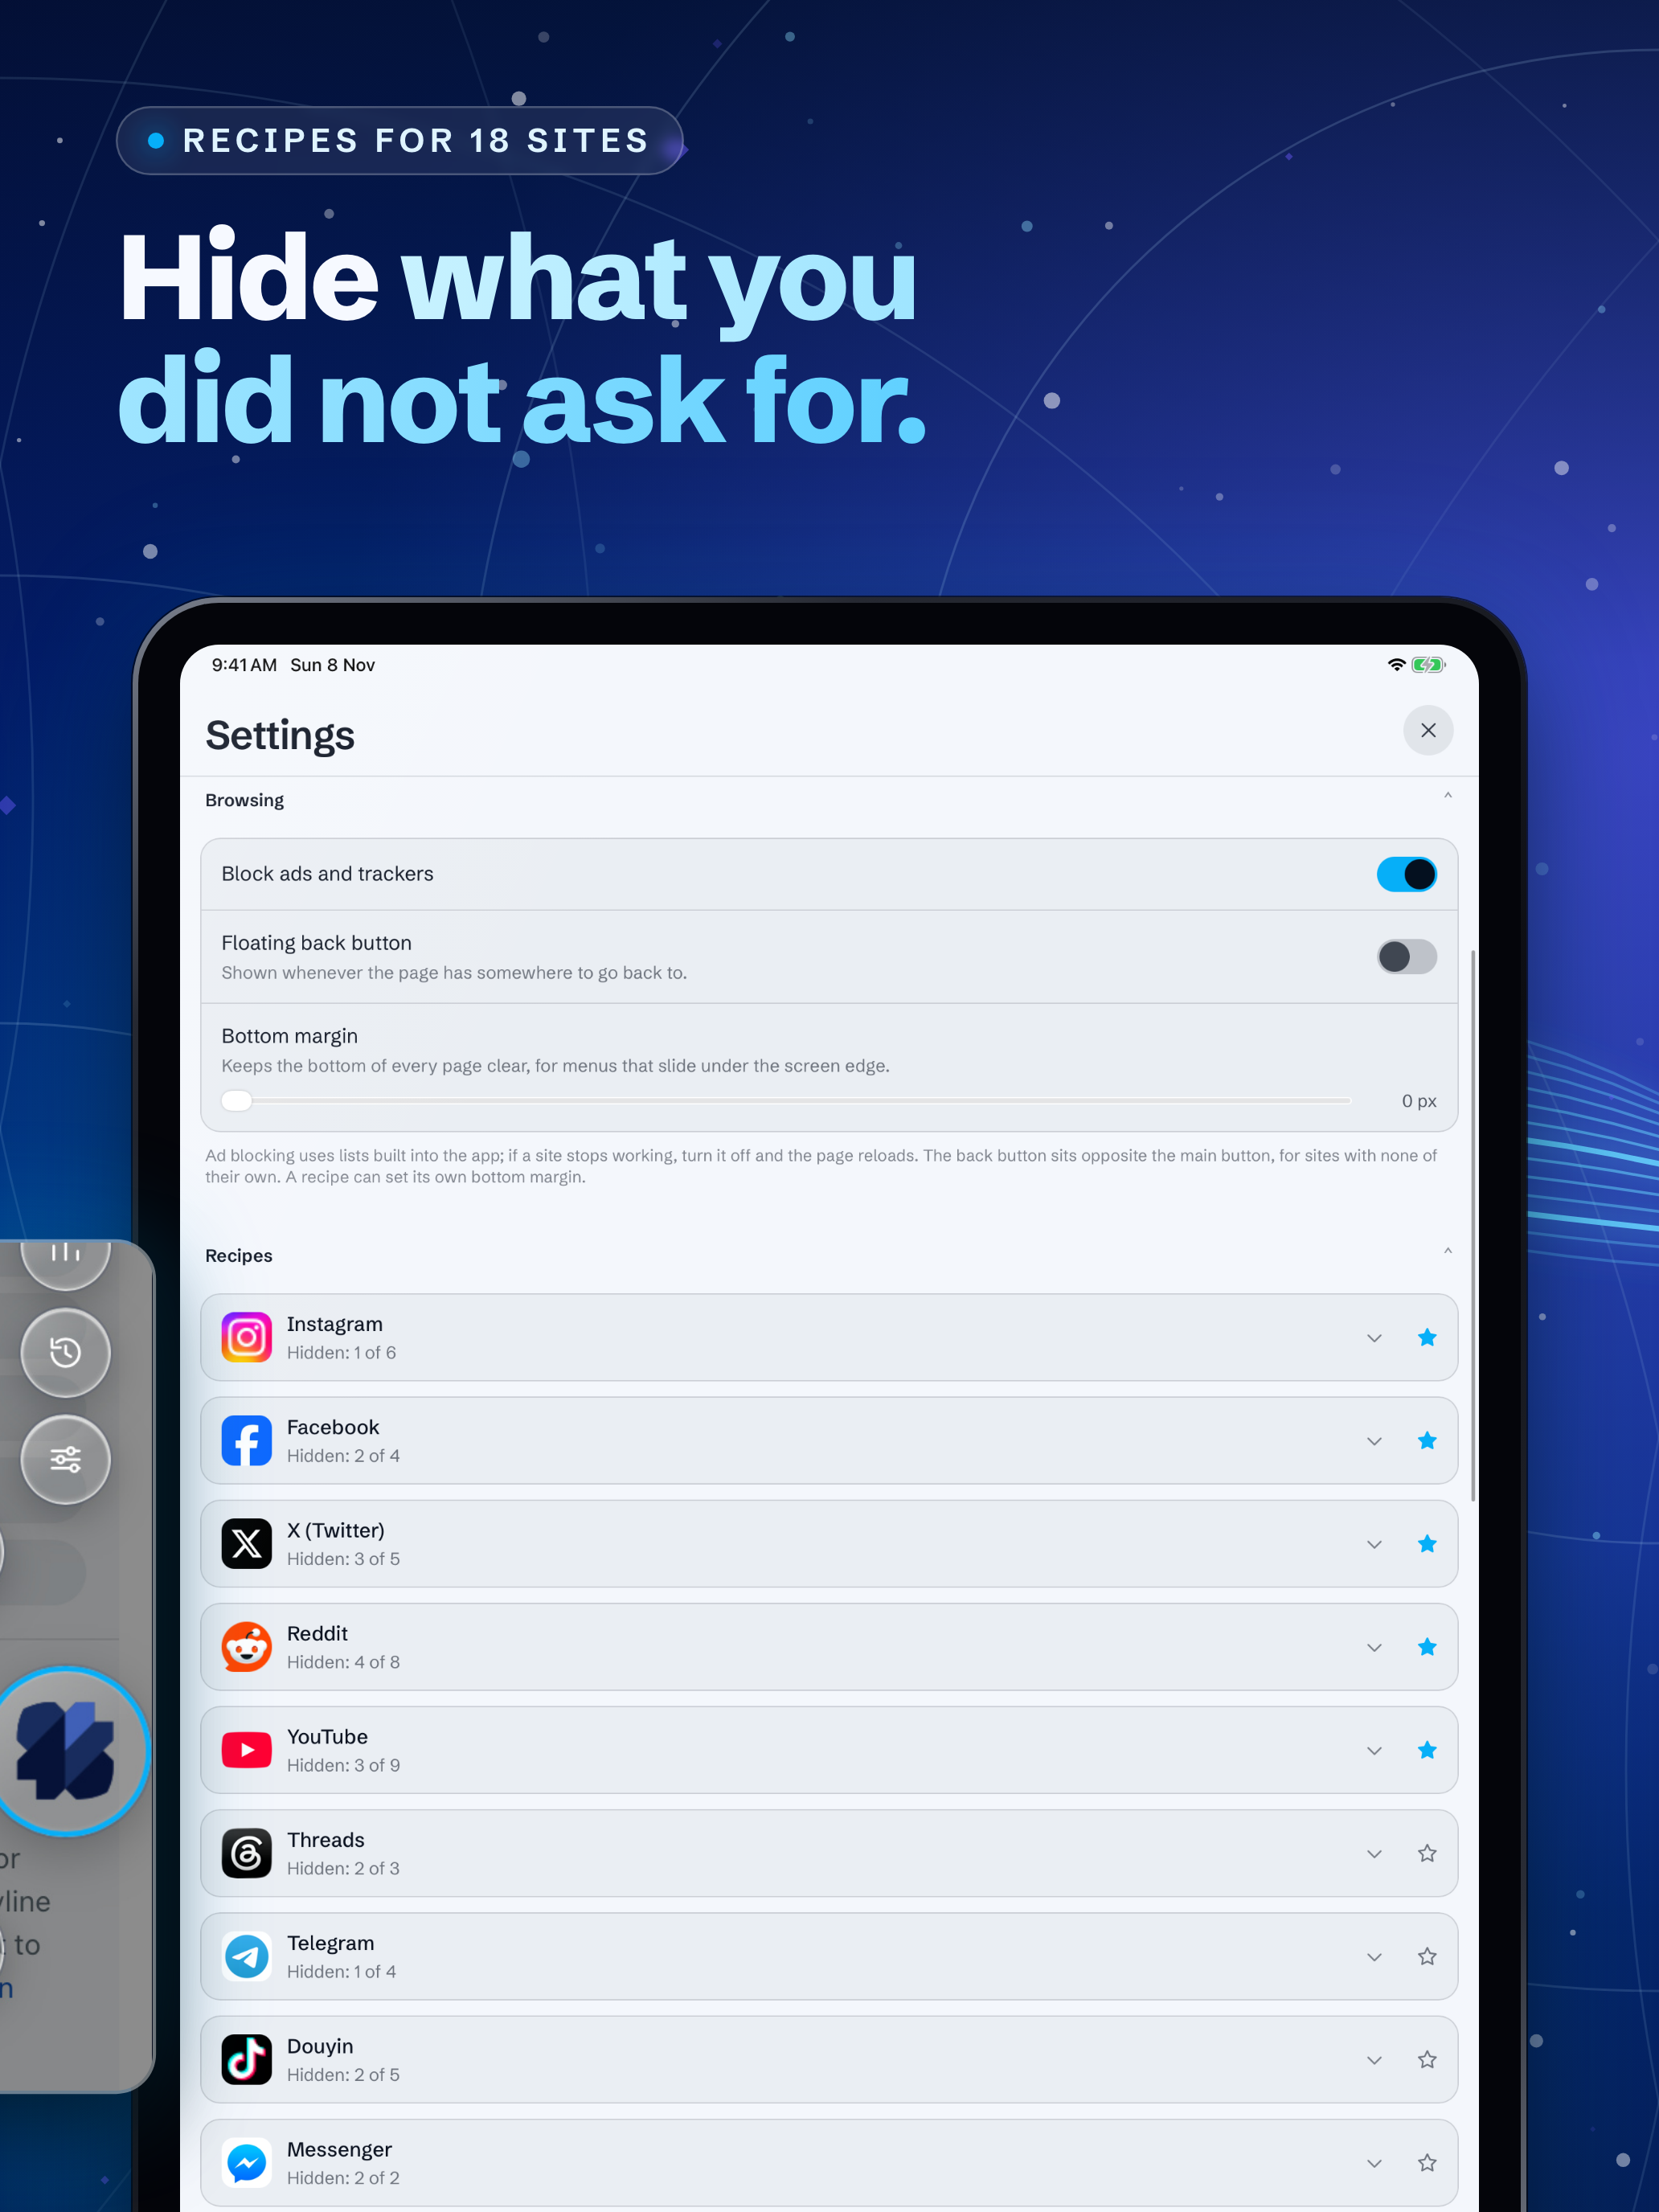 RECIPES FOR 18 SITES
Hide what you
did not ask for.
9:41 AM Sun 8 Nov
Settings
Browsing
Block ads and trackers
Floating back button
Shown whenever the page has somewhere to go back to.
Bottom margin
Keeps the bottom of every page clear, for menus that slide under the screen edge.
0 px
Ad blocking uses lists built into the app; if a site stops working, turn it off and the page reloads. The back button sits opposite the main button, for sites with none of
their own. A recipe can set its own bottom margin.
Recipes
Instagram
Hidden: 1 of 6
Facebook
Hidden: 2 of 4
X (Twitter)
Hidden: 3 of 5
Reddit
Hidden: 4 of 8
YouTube
Hidden: 3 of 9
Threads
Hidden: 2 of 3
Telegram
Hidden: 1 of 4
Douyin
Hidden: 2 of 5
Messenger
Hidden: 2 of 2
to